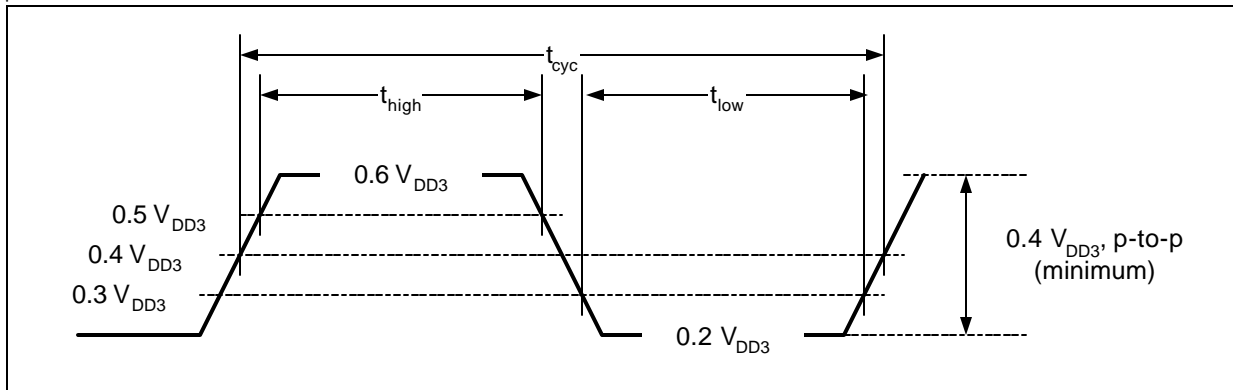 t_cyc
t_high
t_low
0.6 V_DD3
0.5 V_DD3
0.4 V_DD3
0.3 V_DD3
0.4 V_DD3, p-to-p
(minimum)
0.2 V_DD3